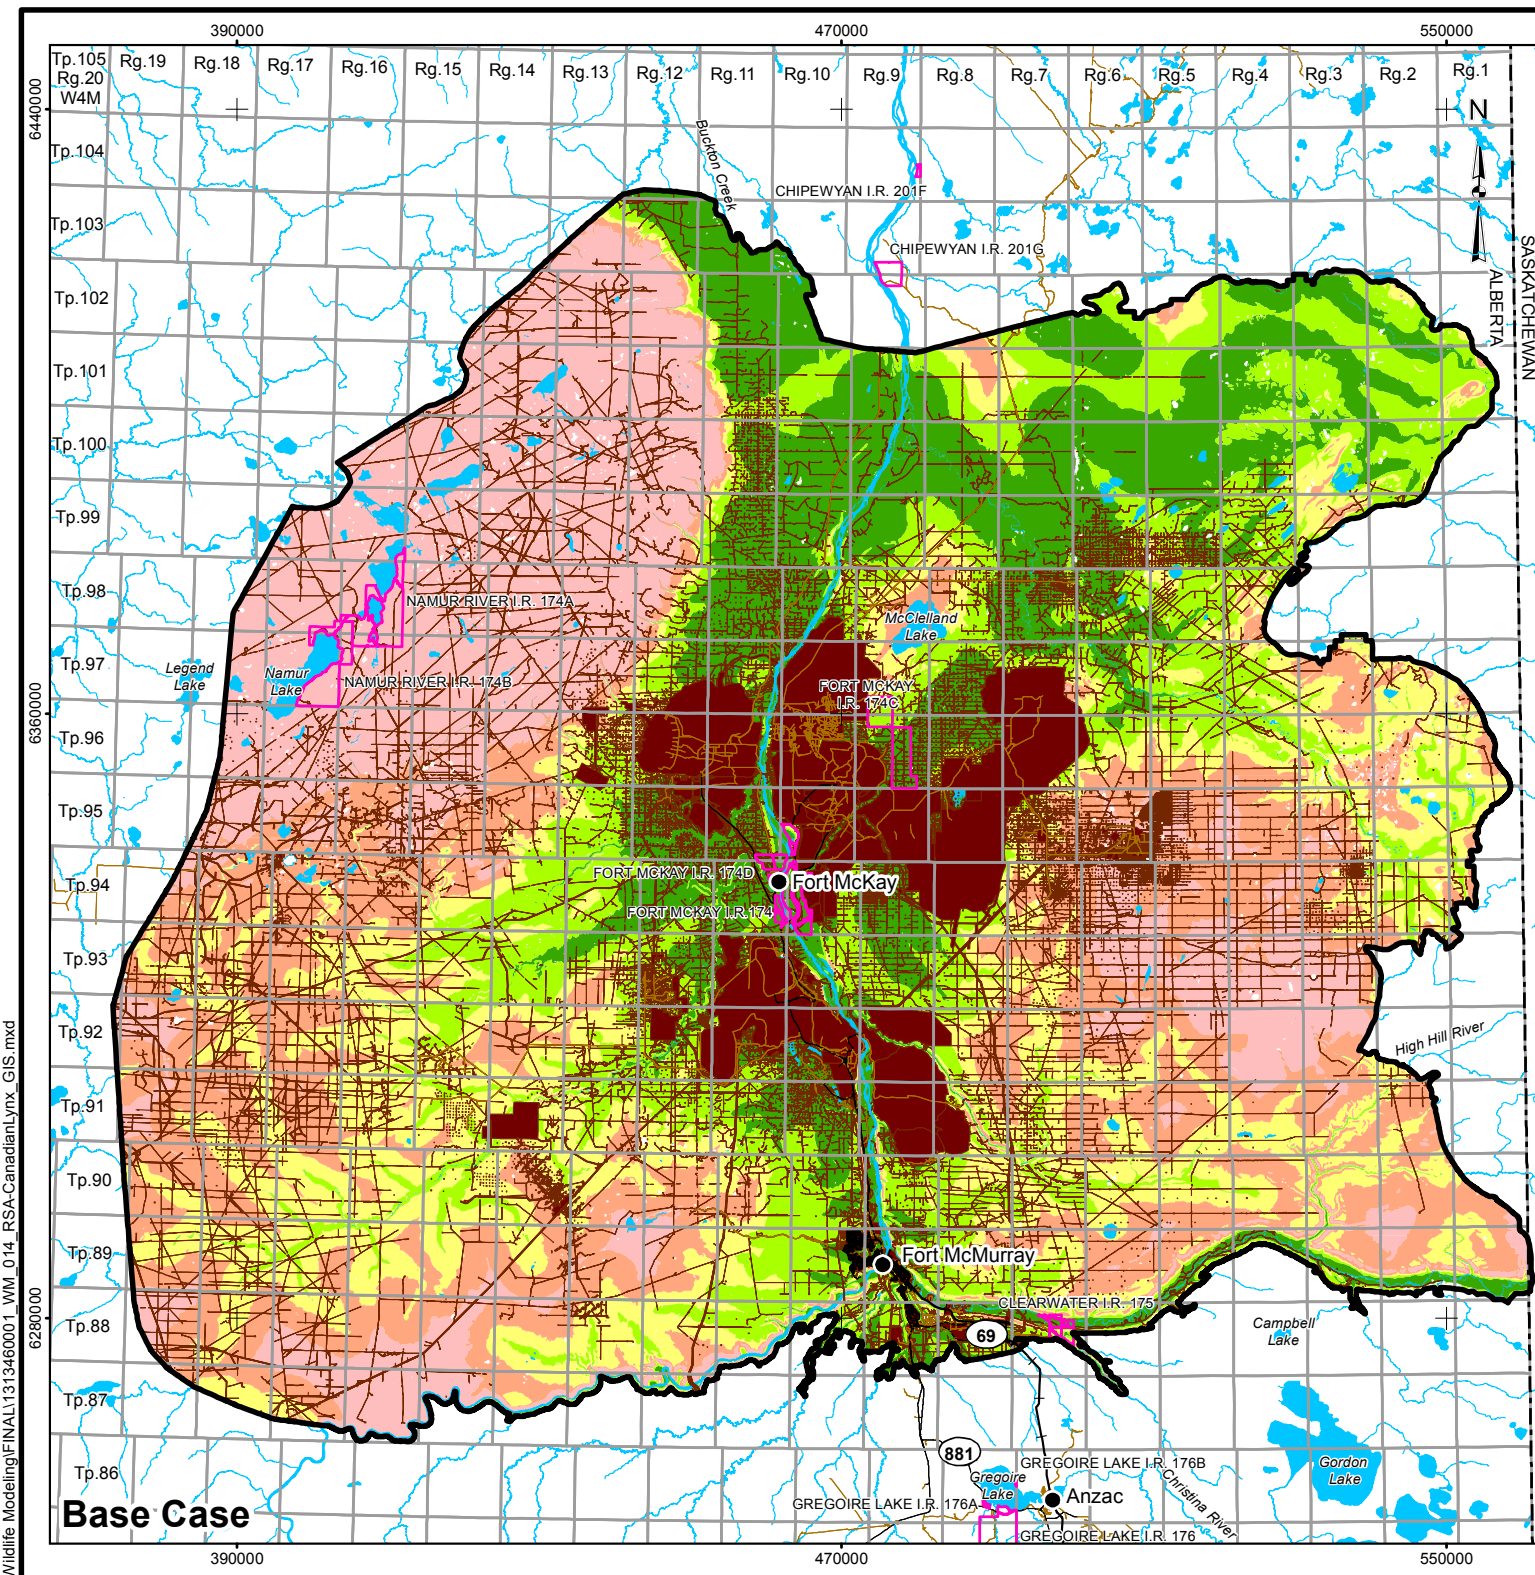 390000
470000
550000
Tp.105
Rg.20
W4M
Rg.19
Rg.18
Rg.17
Rg.16
Rg.15
Rg.14
Rg.13
Rg.12
Rg.11
Rg.10
Rg.9
Rg.8
Rg.7
Rg.6
Rg.5
Rg.4
Rg.3
Rg.2
Rg.1
6440000
N
Tp.104
Buckton Creek
CHIPEWYAN I.R. 201F
Tp.103
CHIPEWYAN I.R. 201G
SASKATCHEWAN
ALBERTA
Tp.102
Tp.101
Tp.100
Tp.99
Tp.98
NAMUR RIVER I.R. 174A
McClelland
Lake
Tp.97
Legend
Lake
Namur
Lake
NAMUR RIVER I.R. 174B
FORT MCKAY
I.R. 174C
6360000
Tp.96
Tp.95
Tp.94
FORT MCKAY I.R. 174D
Fort McKay
FORT MCKAY I.R. 174
Tp.93
Tp.92
High Hill River
Tp.91
Tp.90
Tp.89
Fort McMurray
6280000
Tp.88
CLEARWATER I.R. 175
69
Campbell
Lake
Tp.87
881
Tp.86
GREGOIRE LAKE I.R. 176B
Gregoire
Lake
Gordon
Lake
Christina River
GREGOIRE LAKE I.R. 176A
Anzac
Base Case
GREGOIRE LAKE I.R. 176
390000
470000
550000
Wildlife Modeling\FINAL\1313460001_WM_014_RSA-CanadianLynx_GIS.mxd